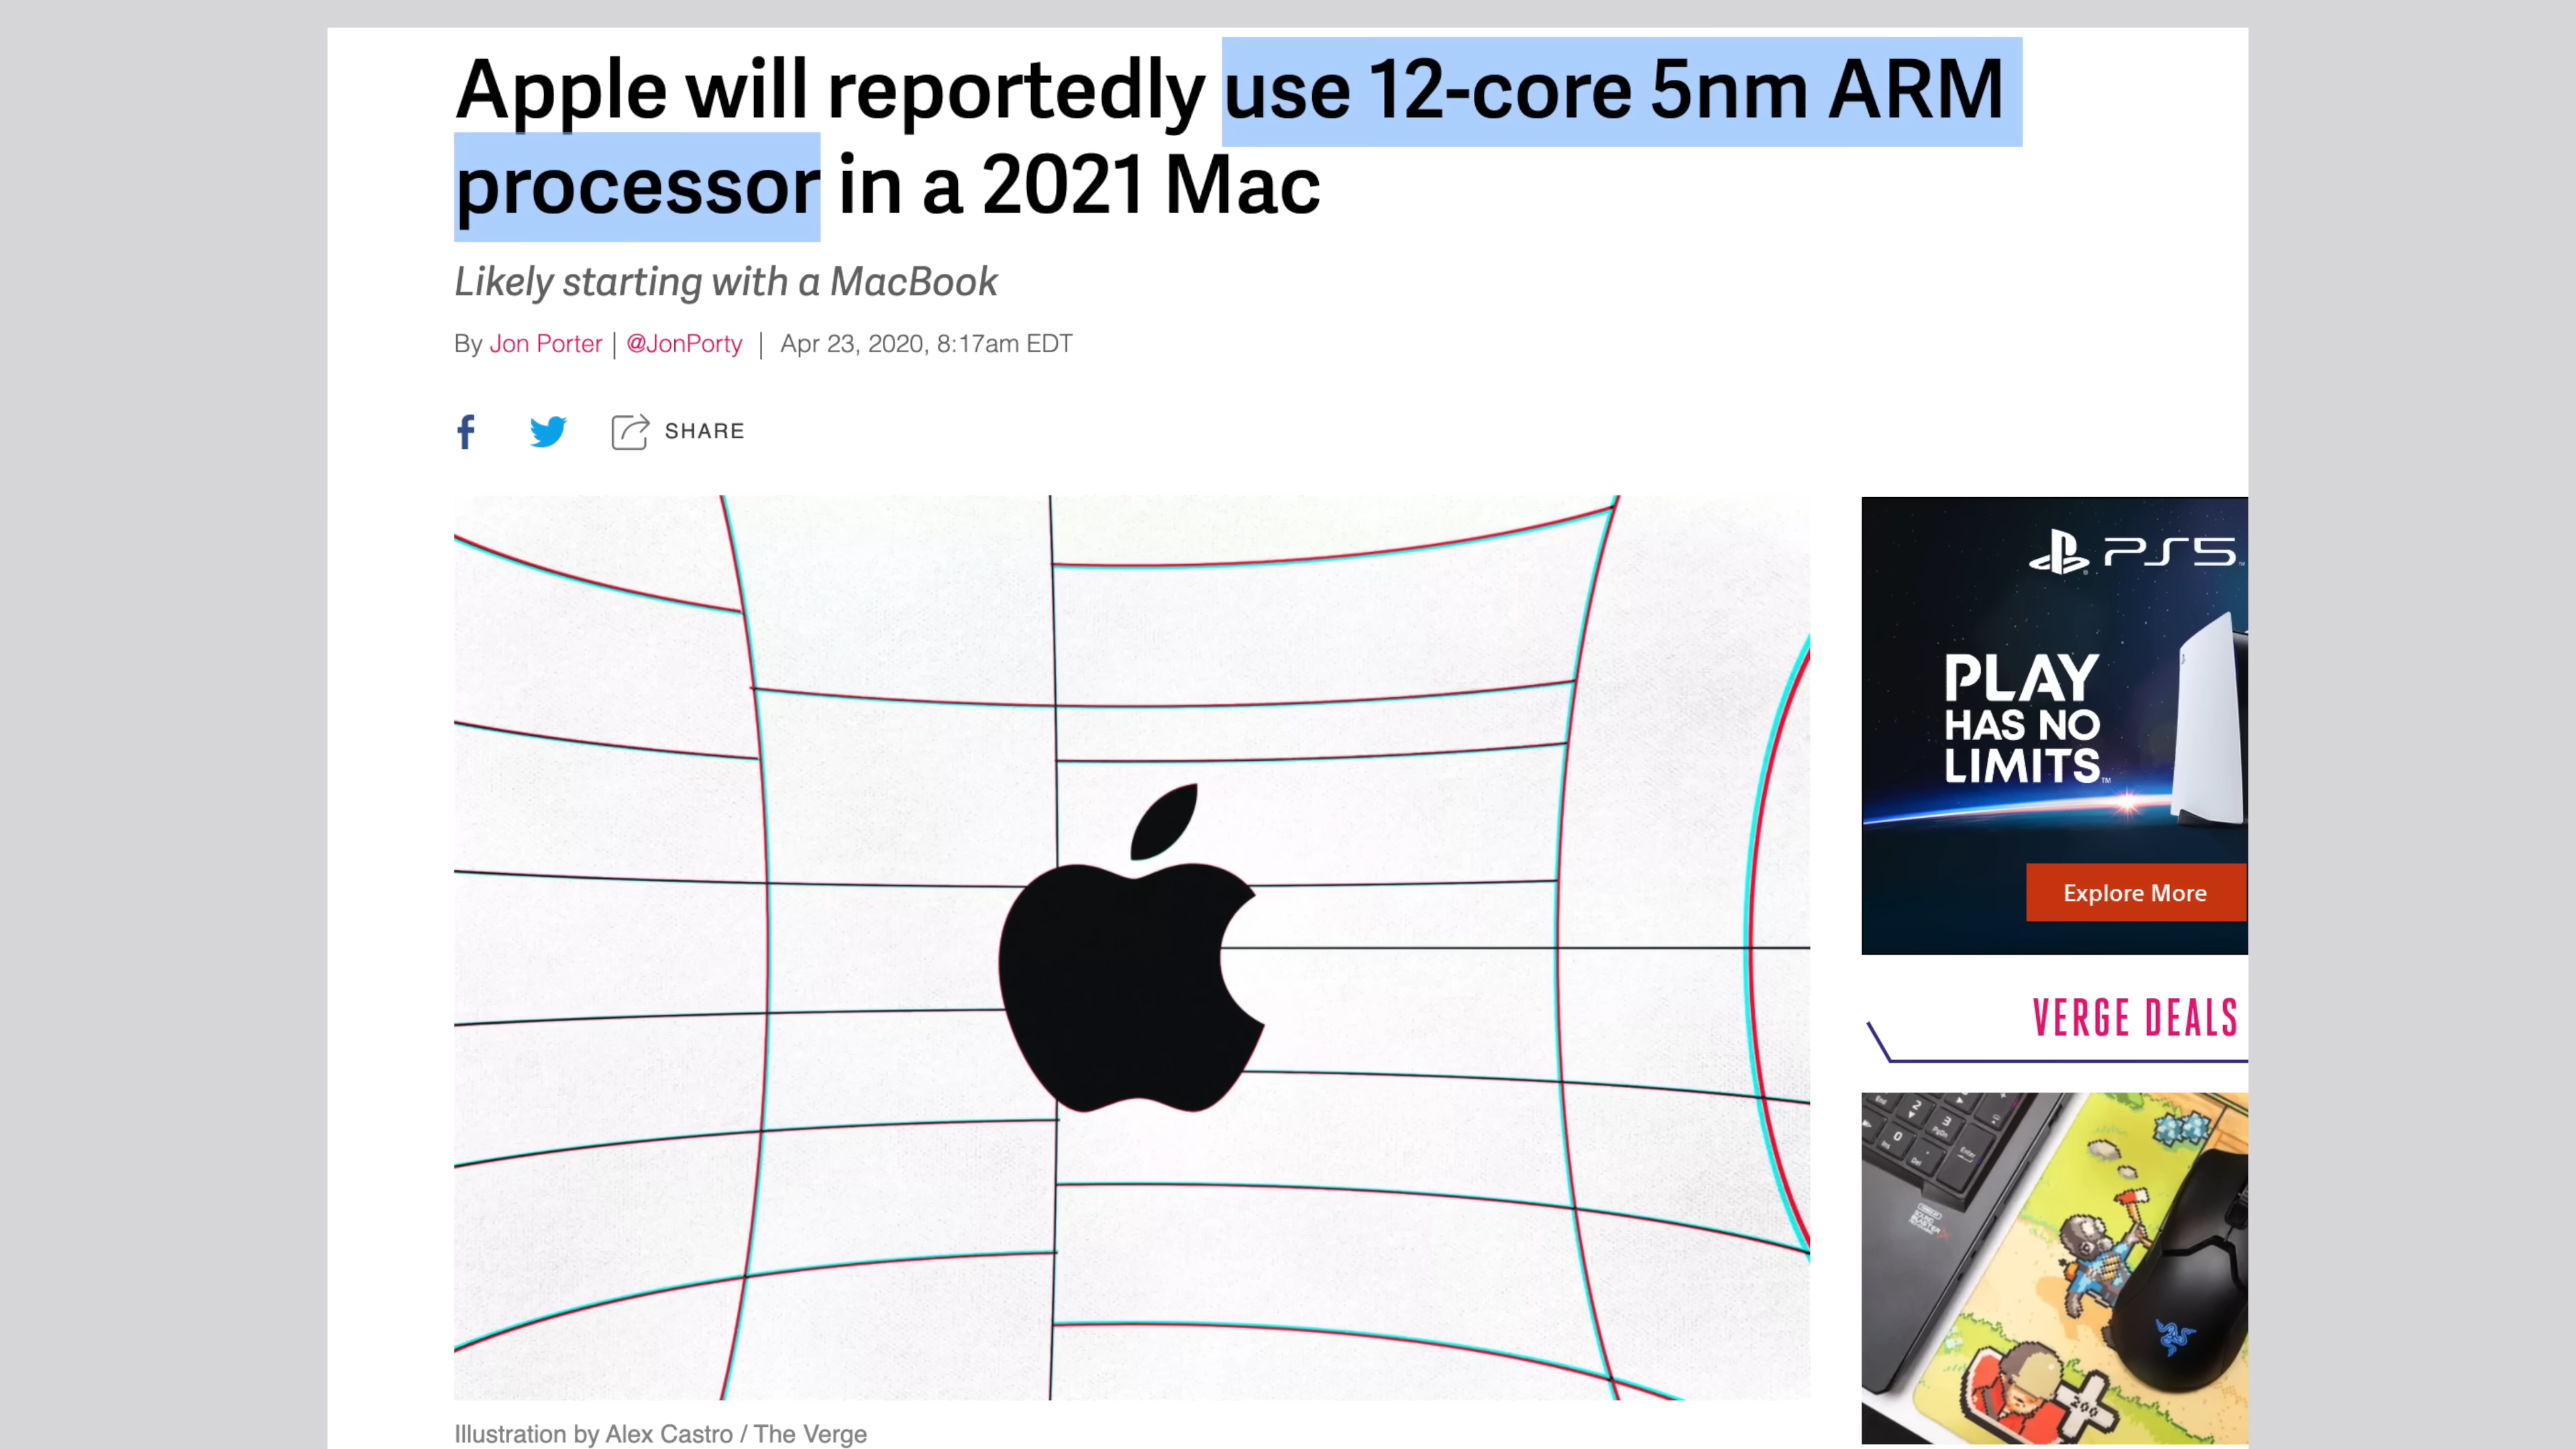 Apple will reportedly use 12-core 5nm ARM
processor in a 2021 Mac
Likely starting with a MacBook
By Jon Porter | @JonPorty | Apr 23, 2020, 8:17am EDT
SHARE
PS5
PLAY
HAS NO
LIMITS™
Explore More
VERGE DEALS
Illustration by Alex Castro / The Verge